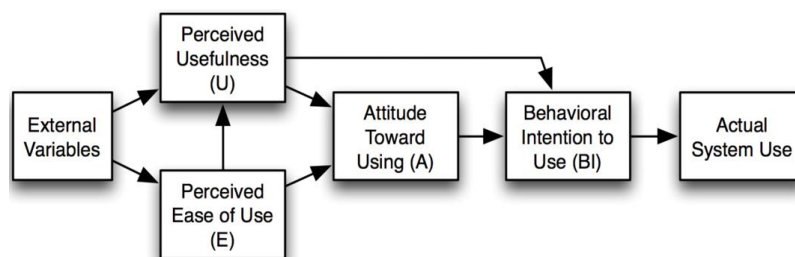 External
Variables
Perceived
Usefulness
(U)
Perceived
Ease of Use
(E)
Attitude
Toward
Using (A)
Behavioral
Intention to
Use (BI)
Actual
System Use